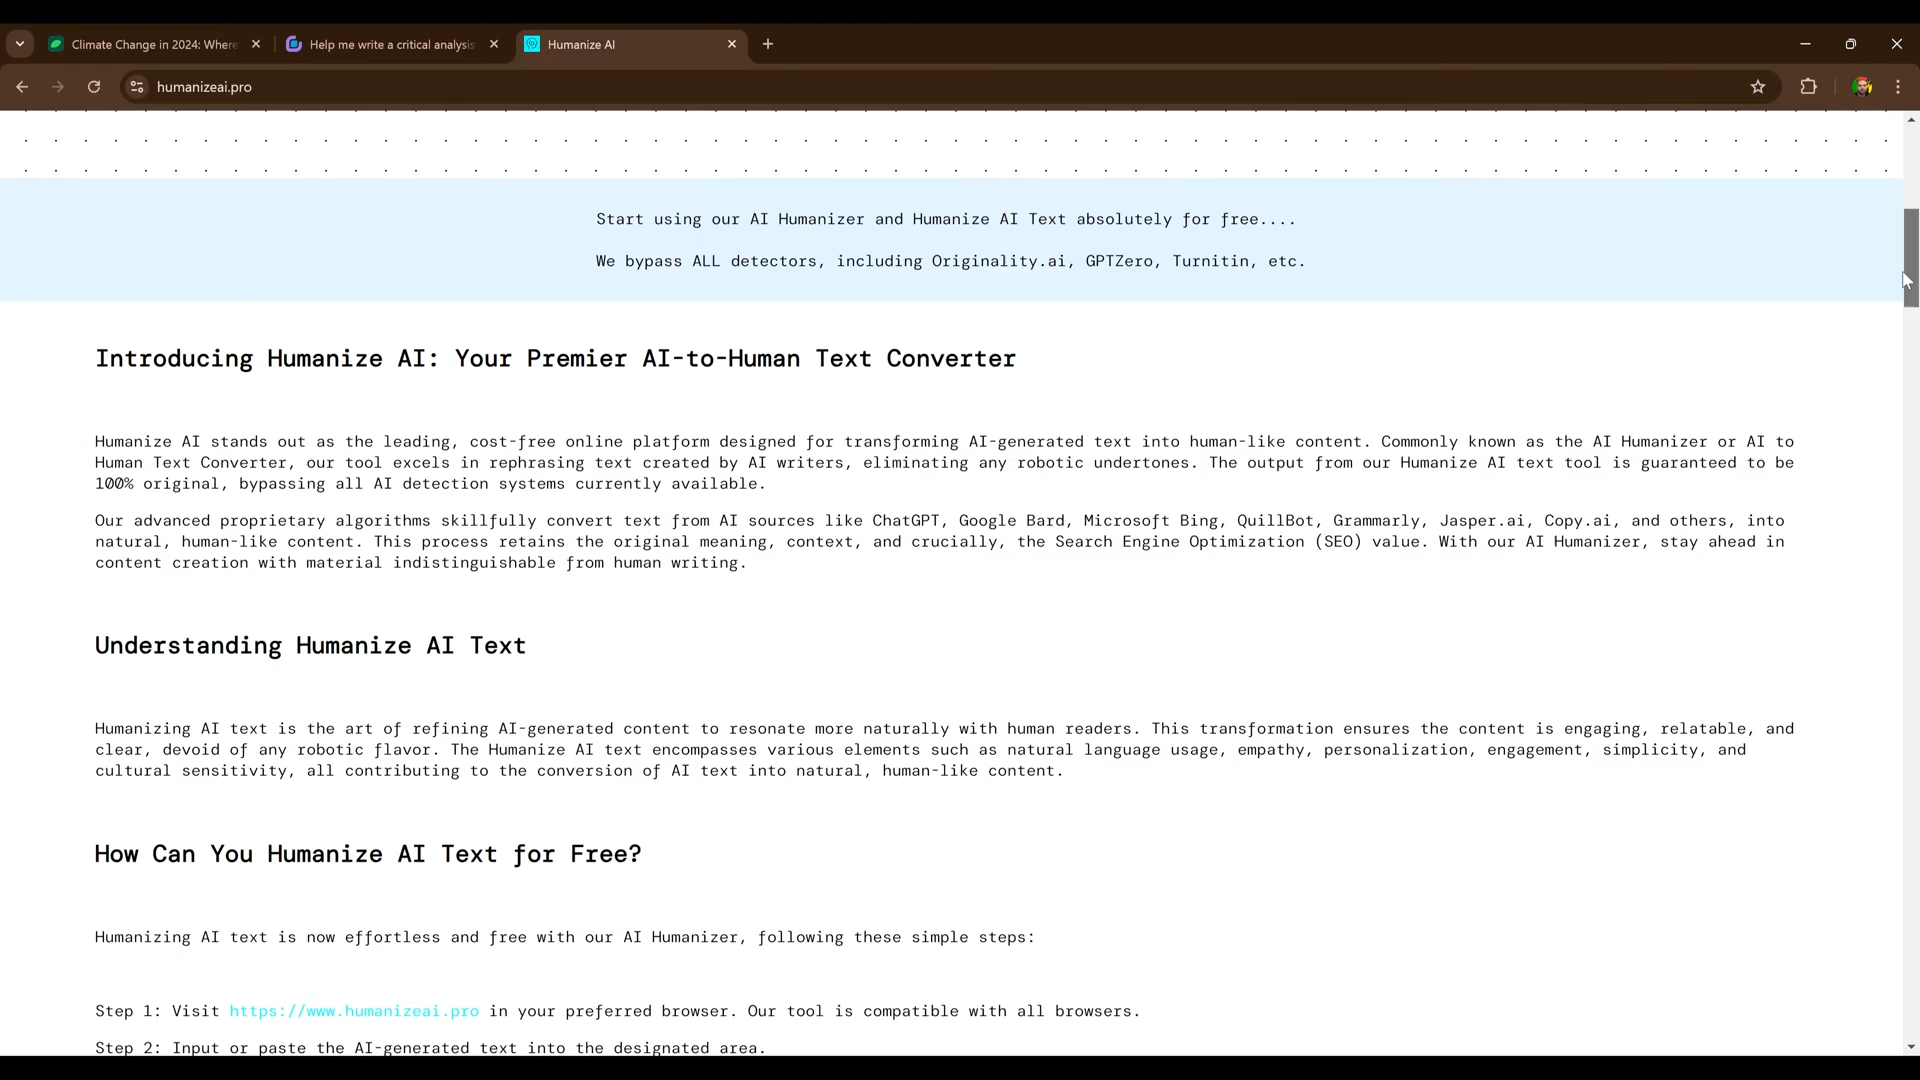 Climate Change in 2024: Where
Help me write a critical analysis
Humanize AI
humanizeai.pro
Start using our AI Humanizer and Humanize AI Text absolutely for free....
We bypass ALL detectors, including Originality.ai, GPTZero, Turnitin, etc.
Introducing Humanize AI: Your Premier AI-to-Human Text Converter
Humanize AI stands out as the leading, cost-free online platform designed for transforming AI-generated text into human-like content. Commonly known as the AI Humanizer or AI to
Human Text Converter, our tool excels in rephrasing text created by AI writers, eliminating any robotic undertones. The output from our Humanize AI text tool is guaranteed to be
100% original, bypassing all AI detection systems currently available.
Our advanced proprietary algorithms skillfully convert text from AI sources like ChatGPT, Google Bard, Microsoft Bing, QuillBot, Grammarly, Jasper.ai, Copy.ai, and others, into
natural, human-like content. This process retains the original meaning, context, and crucially, the Search Engine Optimization (SEO) value. With our AI Humanizer, stay ahead in
content creation with material indistinguishable from human writing.
Understanding Humanize AI Text
Humanizing AI text is the art of refining AI-generated content to resonate more naturally with human readers. This transformation ensures the content is engaging, relatable, and
clear, devoid of any robotic flavor. The Humanize AI text encompasses various elements such as natural language usage, empathy, personalization, engagement, simplicity, and
cultural sensitivity, all contributing to the conversion of AI text into natural, human-like content.
How Can You Humanize AI Text for Free?
Humanizing AI text is now effortless and free with our AI Humanizer, following these simple steps:
Step 1: Visit https://www.humanizeai.pro in your preferred browser. Our tool is compatible with all browsers.
Step 2: Input or paste the AI-generated text into the designated area.